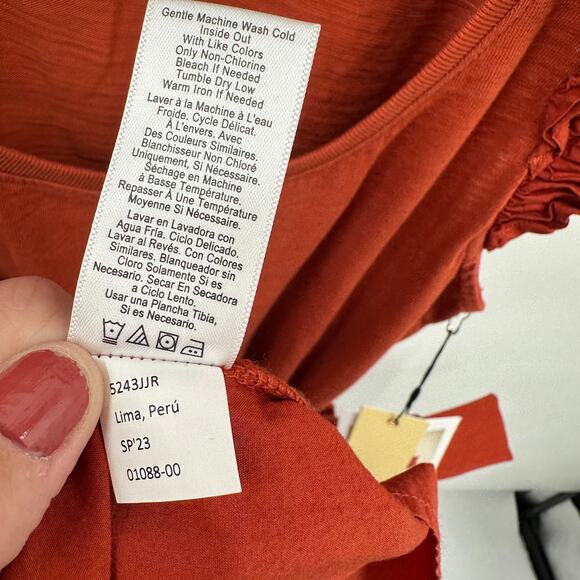 Gentle Machine Wash Cold
Inside Out
With Like Colors
Only Non-Chlorine
Bleach If Needed
Tumble Dry Low
Warm Iron If Needed
Laver à la Machine à L'eau
Froide. Cycle Délicat.
À L'envers. Avec
Des Couleurs Similaires.
Blanchisseur Non Chloré
Uniquement, Si Nécessaire.
Séchage en Machine
à Basse Température.
Repasser À Une Température
Moyenne Si Nécessaire.
Lavar en Lavadora con
Agua Fría. Ciclo Delicado.
Lavar al Revés. Con Colores
Similares. Blanqueador sin
Cloro Solamente Si es
Necesario. Secar En Secadora
a Ciclo Lento.
Usar una Plancha Tibia,
Si es Necesario.
5243JJR
Lima, Perú
SP'23
01088-00